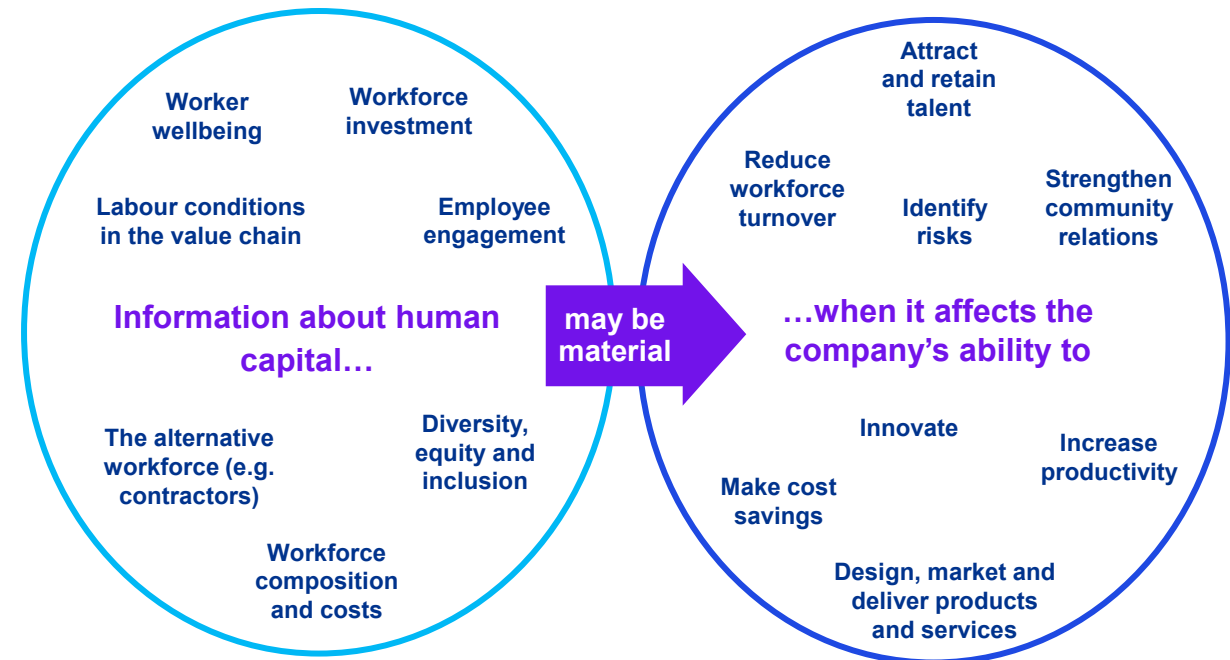 Worker
wellbeing
Workforce
investment
Labour conditions
in the value chain
Employee
engagement
Information about human
capital…
The alternative
workforce (e.g.
contractors)
Diversity,
equity and
inclusion
Workforce
composition
and costs
may be
material
Attract
and retain
talent
Reduce
workforce
turnover
Identify
risks
Strengthen
community
relations
…when it affects the
company’s ability to
Innovate
Increase
productivity
Make cost
savings
Design, market and
deliver products
and services